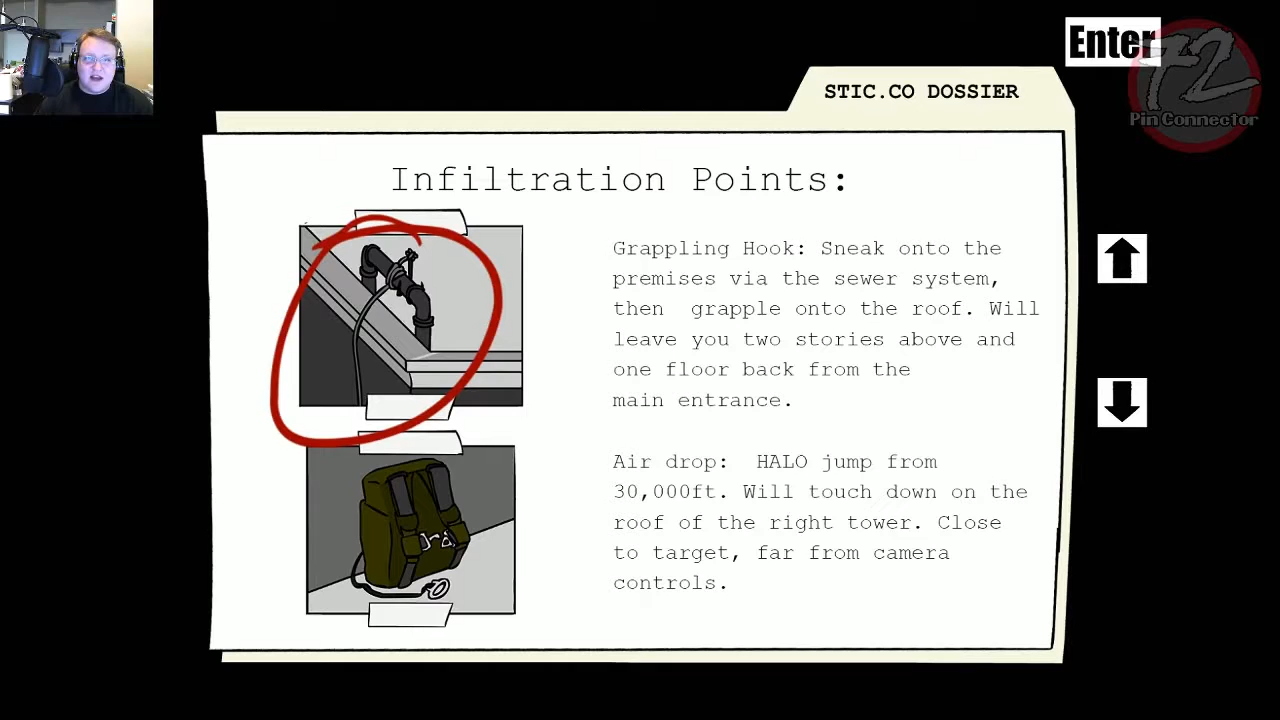 Enter
72
Pin Connector
STIC.CO DOSSIER
Infiltration Points:
Grappling Hook: Sneak onto the
premises via the sewer system,
then grapple onto the roof. Will
leave you two stories above and
one floor back from the
main entrance.
Air drop: HALO jump from
30,000ft. Will touch down on the
roof of the right tower. Close
to target, far from camera
controls.